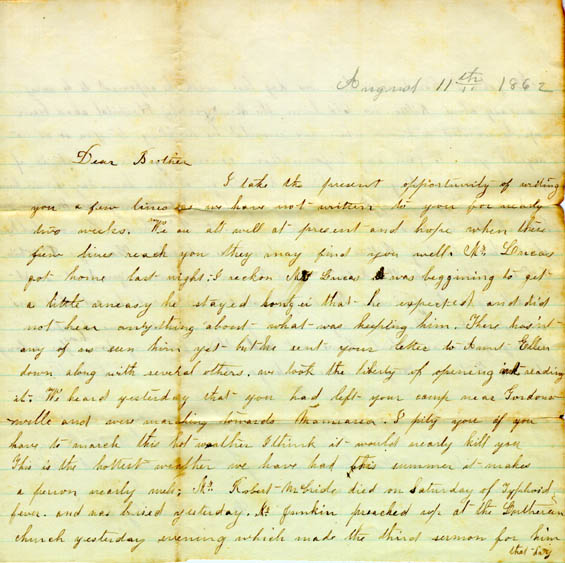 August 11th 1862
Dear Brother
I take the present opportunity of writing
you a few lines as we have not writen to you for nearly
two weeks. We are all well at present and hope when these
few lines reach you they may find you well. Mr. Lucas
got home last night. I reckon Mrs Lucas was beggining to get
a little uneasy he stayed longer that he expected and did
not hear anything about what was keepting him. There hasnt
any of us seen him yet but he sent your letter to Aunt Ellen
down along with several others. we took the liberty of opening and reading
it. We heard yesterday that you had left your camp near
ville and were marching towards Manassa. I pity you if you
have to march this hot weather I think it would nearly kill you
This is the hottest weather we have had this summer it makes
a person nearly melt. Mr. Robert McBride died on Saturday of Typhoid
fever. and was buried yesterday. Mr Junkin preached up at the Lutheran
church yesterday evening which made the third sermon for him
that day